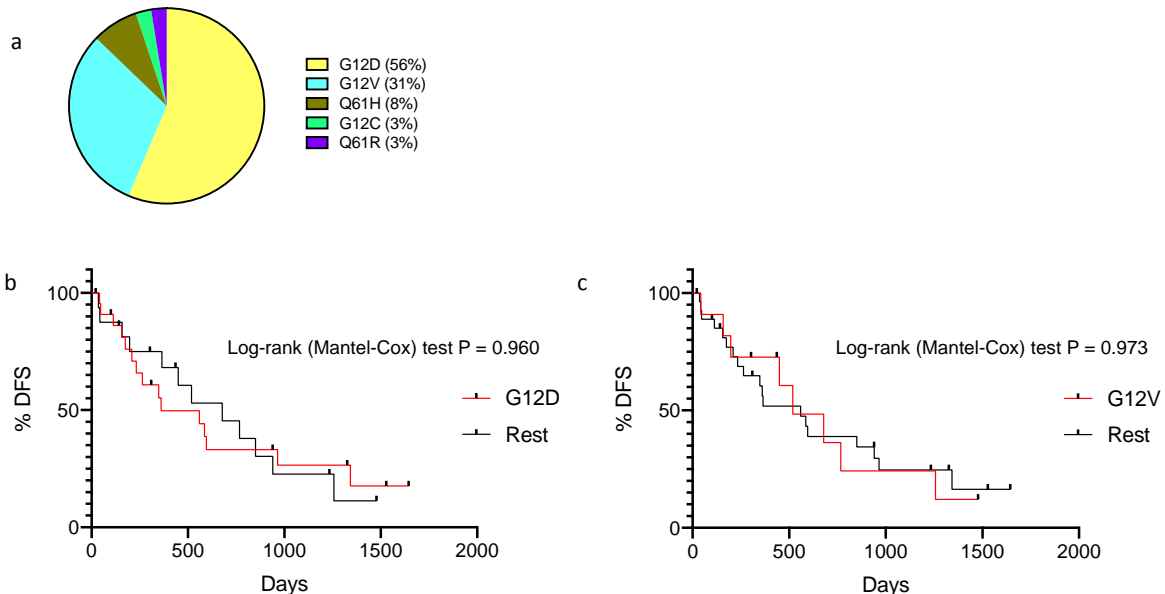 a
G12D (56%)
G12V (31%)
Q61H (8%)
G12C (3%)
Q61R (3%)
b
% DFS
100
50
0
Log-rank (Mantel-Cox) test P = 0.960
G12D
Rest
0 500 1000 1500 2000
Days
c
% DFS
100
50
0
Log-rank (Mantel-Cox) test P = 0.973
G12V
Rest
0 500 1000 1500 2000
Days